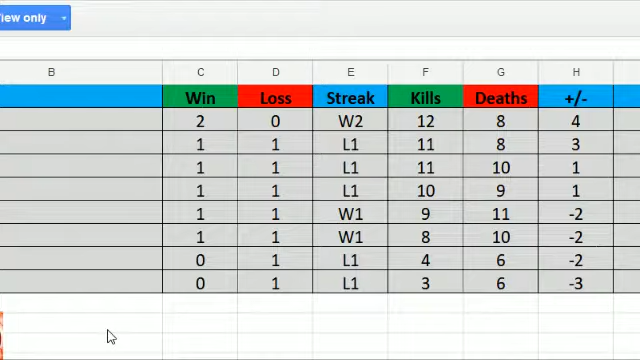 View only
B C D E F G H
Win Loss Streak Kills Deaths +/-
2 0 W2 12 8 4
1 1 L1 11 8 3
1 1 L1 11 10 1
1 1 L1 10 9 1
1 1 W1 9 11 -2
1 1 W1 8 10 -2
0 1 L1 4 6 -2
0 1 L1 3 6 -3